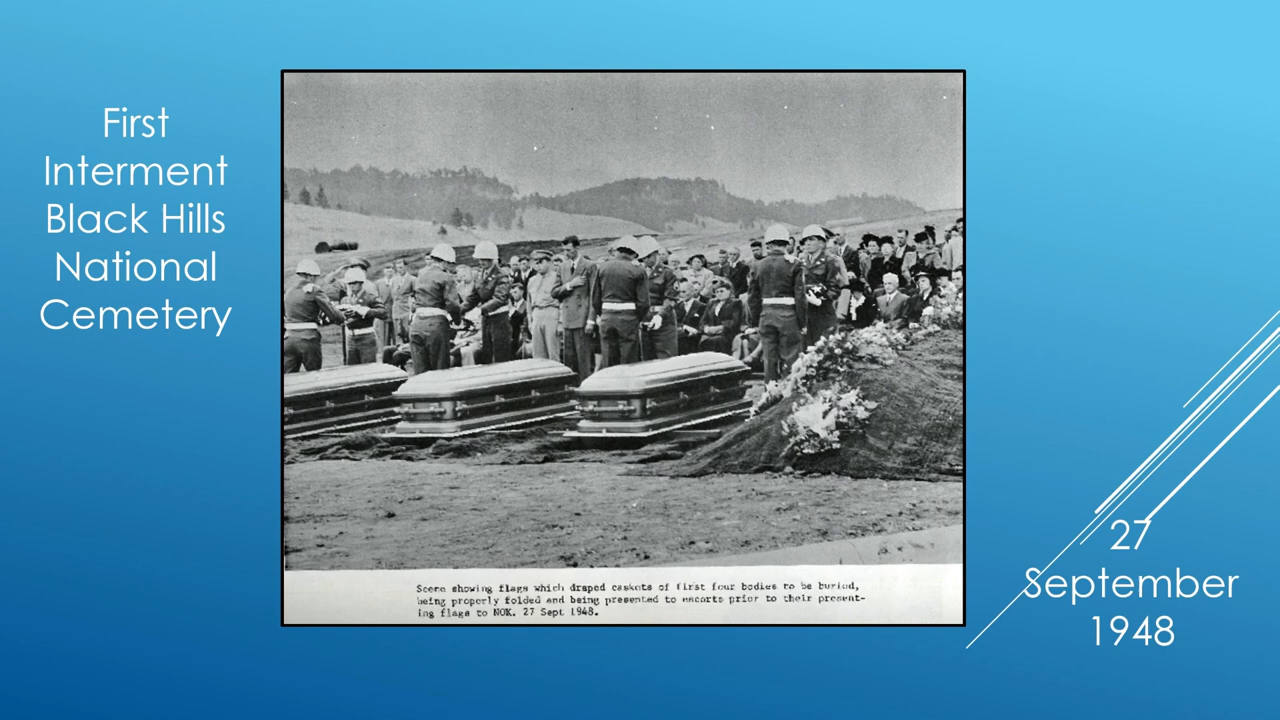 First
Interment
Black Hills
National
Cemetery
Scene showing flags which draped caskets of first four bodies to be buried,
being properly folded and being presented to escorts prior to their present-
ing flags to NOK. 27 Sept 1948.
27
September
1948